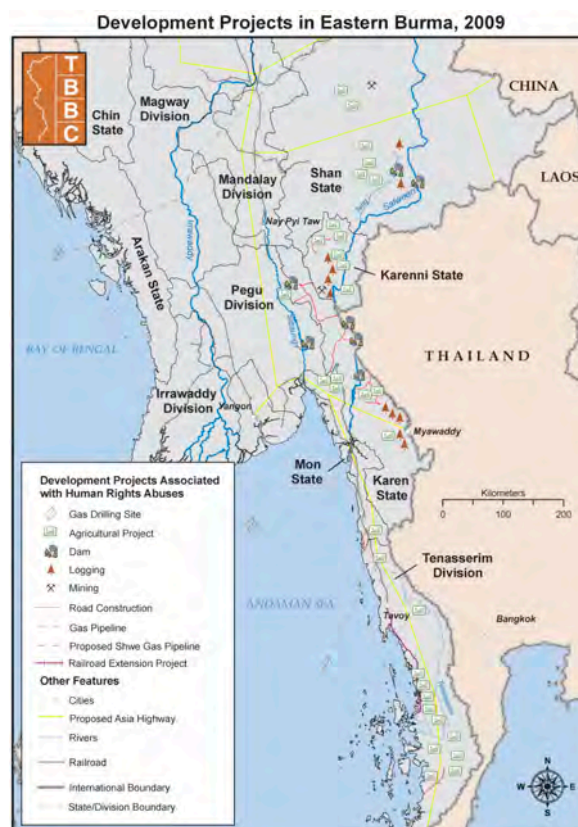 Development Projects in Eastern Burma, 2009
T
B
B
C
CHINA
Chin
State
Magway
Division
LAOS
Shan
State
Mandalay
Division
Salween
Nay Pyi Taw
Irrawaddy
Karenni State
Arakan State
Pegu
Division
BAY OF BENGAL
THAILAND
Irrawaddy
Division
Yangon
Myawaddy
Mon
State
Karen
State
Kilometers
0 100 200
Tenasserim
Division
ANDAMAN SEA
Tavoy
Bangkok
Development Projects Associated
with Human Rights Abuses
Gas Drilling Site
Agricultural Project
Dam
Logging
Mining
Road Construction
Gas Pipeline
Proposed Shwe Gas Pipeline
Railroad Extension Project
Other Features
Cities
Proposed Asia Highway
Rivers
Railroad
International Boundary
State/Division Boundary
N
W E
S